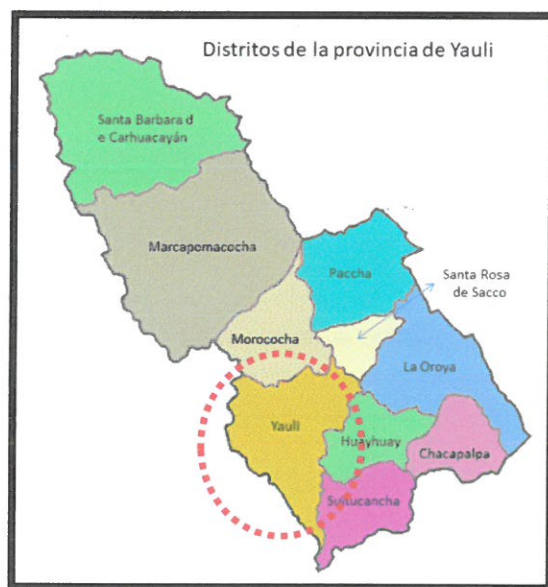 Distritos de la provincia de Yauli
Santa Barbara d
e Carhuacayán
Marcapomacocha
Paccha
Santa Rosa
de Sacco
Morococha
La Oroya
Yauli
Huayhuay
Chacapalpa
Suitucancha